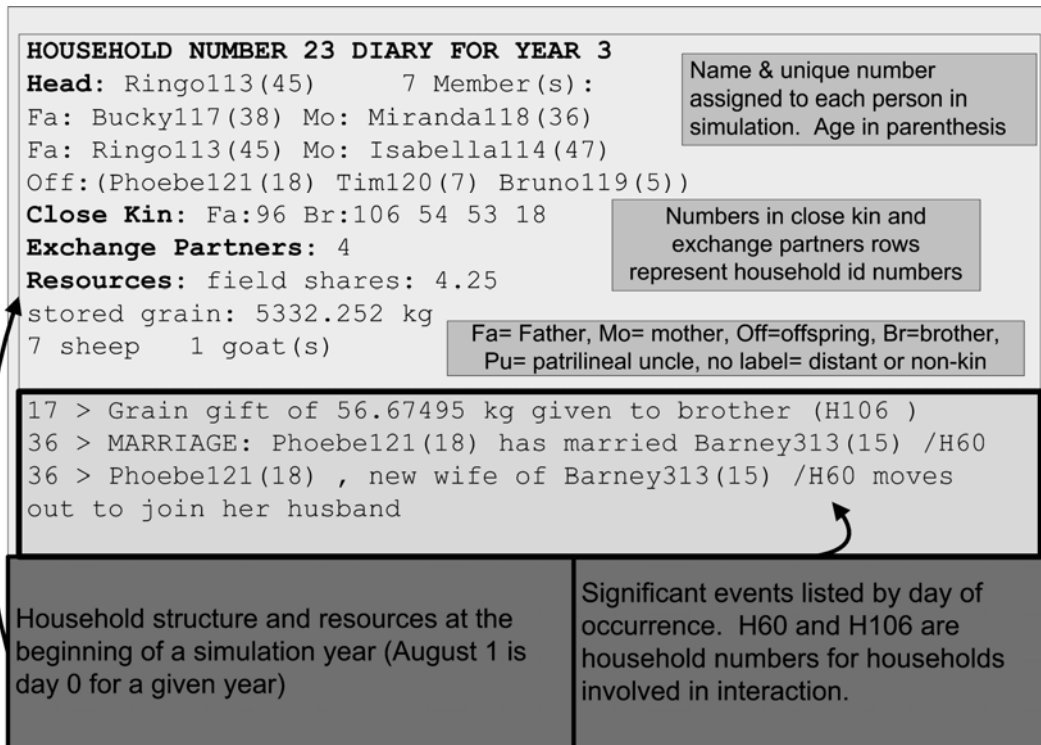 HOUSEHOLD NUMBER 23 DIARY FOR YEAR 3
Head: Ringo113(45) 7 Member(s):
Fa: Bucky117(38) Mo: Miranda118(36)
Fa: Ringo113(45) Mo: Isabella114(47)
Off:(Phoebe121(18) Tim120(7) Bruno119(5))
Close Kin: Fa:96 Br:106 54 53 18
Exchange Partners: 4
Resources: field shares: 4.25
stored grain: 5332.252 kg
7 sheep 1 goat(s)
Name & unique number
assigned to each person in
simulation. Age in parenthesis
Numbers in close kin and
exchange partners rows
represent household id numbers
Fa= Father, Mo= mother, Off=offspring, Br=brother,
Pu= patrilineal uncle, no label= distant or non-kin
17 > Grain gift of 56.67495 kg given to brother (H106 )
36 > MARRIAGE: Phoebe121(18) has married Barney313(15) /H60
36 > Phoebe121(18) , new wife of Barney313(15) /H60 moves
out to join her husband
Household structure and resources at the
beginning of a simulation year (August 1 is
day 0 for a given year)
Significant events listed by day of
occurrence. H60 and H106 are
household numbers for households
involved in interaction.